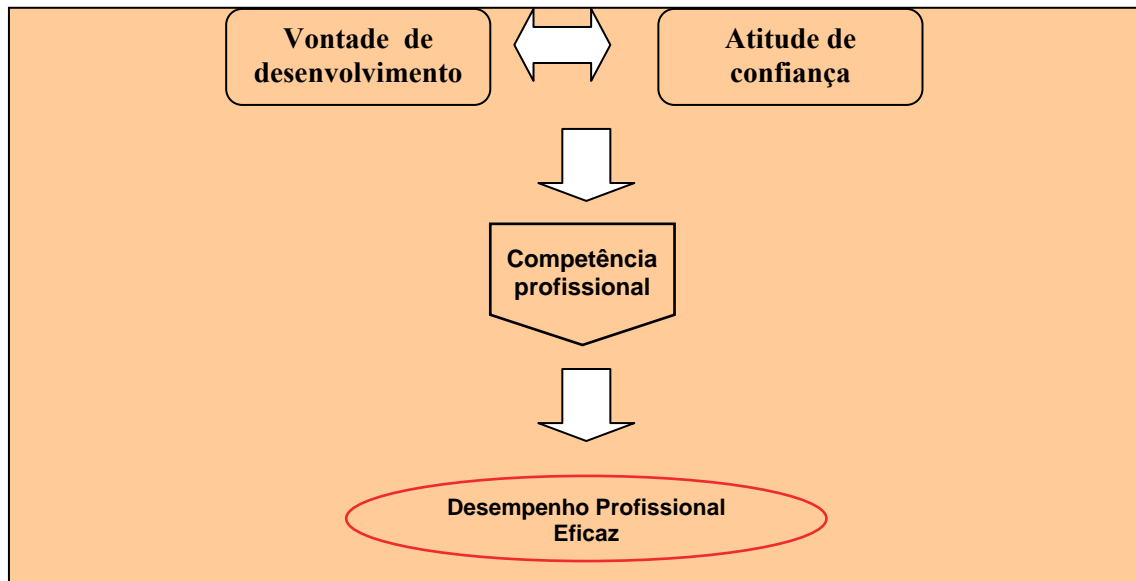 Vontade de
desenvolvimento
Atitude de
confiança
Competência
profissional
Desempenho Profissional
Eficaz